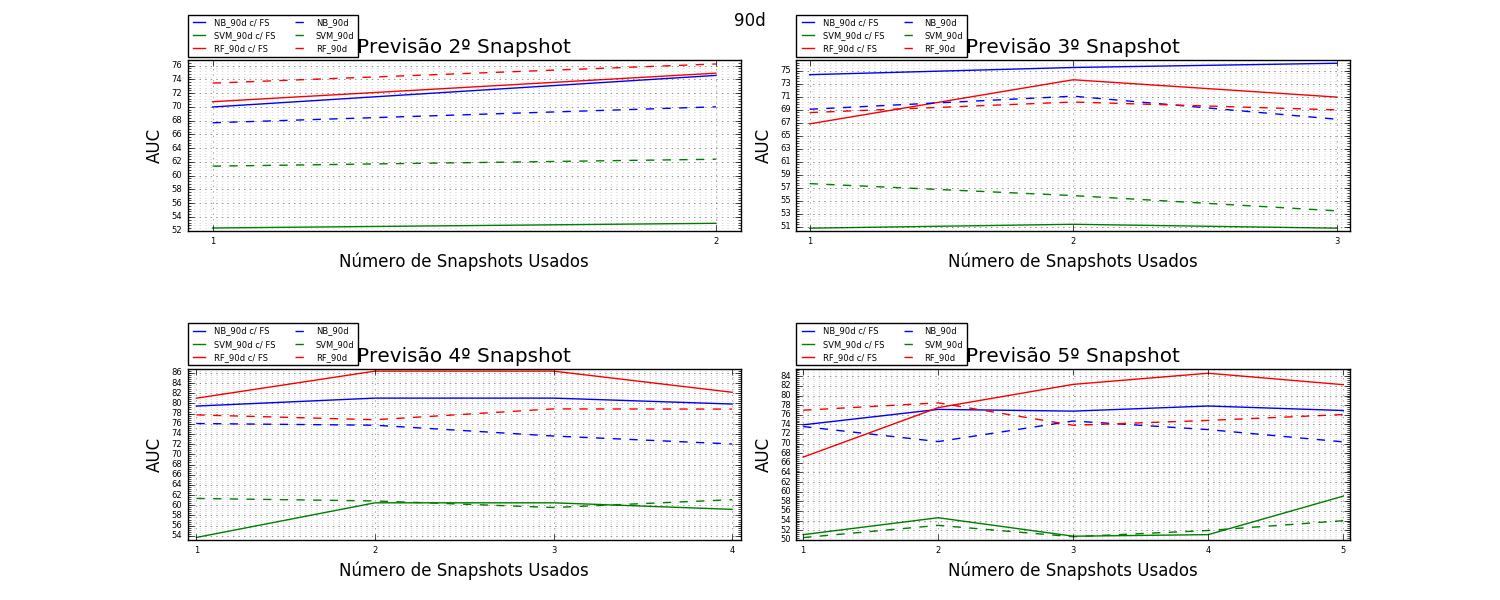 90d
NB_90d c/ FS NB_90d
SVM_90d c/ FS SVM_90d
RF_90d c/ FS RF_90d
Previsão 2º Snapshot
76
74
72
70
68
66
64
62
60
58
56
54
52
AUC
1 2
Número de Snapshots Usados
NB_90d c/ FS NB_90d
SVM_90d c/ FS SVM_90d
RF_90d c/ FS RF_90d
Previsão 3º Snapshot
75
73
71
69
67
65
63
61
59
57
55
53
51
AUC
1 2 3
Número de Snapshots Usados
NB_90d c/ FS NB_90d
SVM_90d c/ FS SVM_90d
RF_90d c/ FS RF_90d
Previsão 4º Snapshot
86
84
82
80
78
76
74
72
70
68
66
64
62
60
58
56
54
AUC
1 2 3 4
Número de Snapshots Usados
NB_90d c/ FS NB_90d
SVM_90d c/ FS SVM_90d
RF_90d c/ FS RF_90d
Previsão 5º Snapshot
84
82
80
78
76
74
72
70
68
66
64
62
60
58
56
54
52
50
AUC
1 2 3 4 5
Número de Snapshots Usados